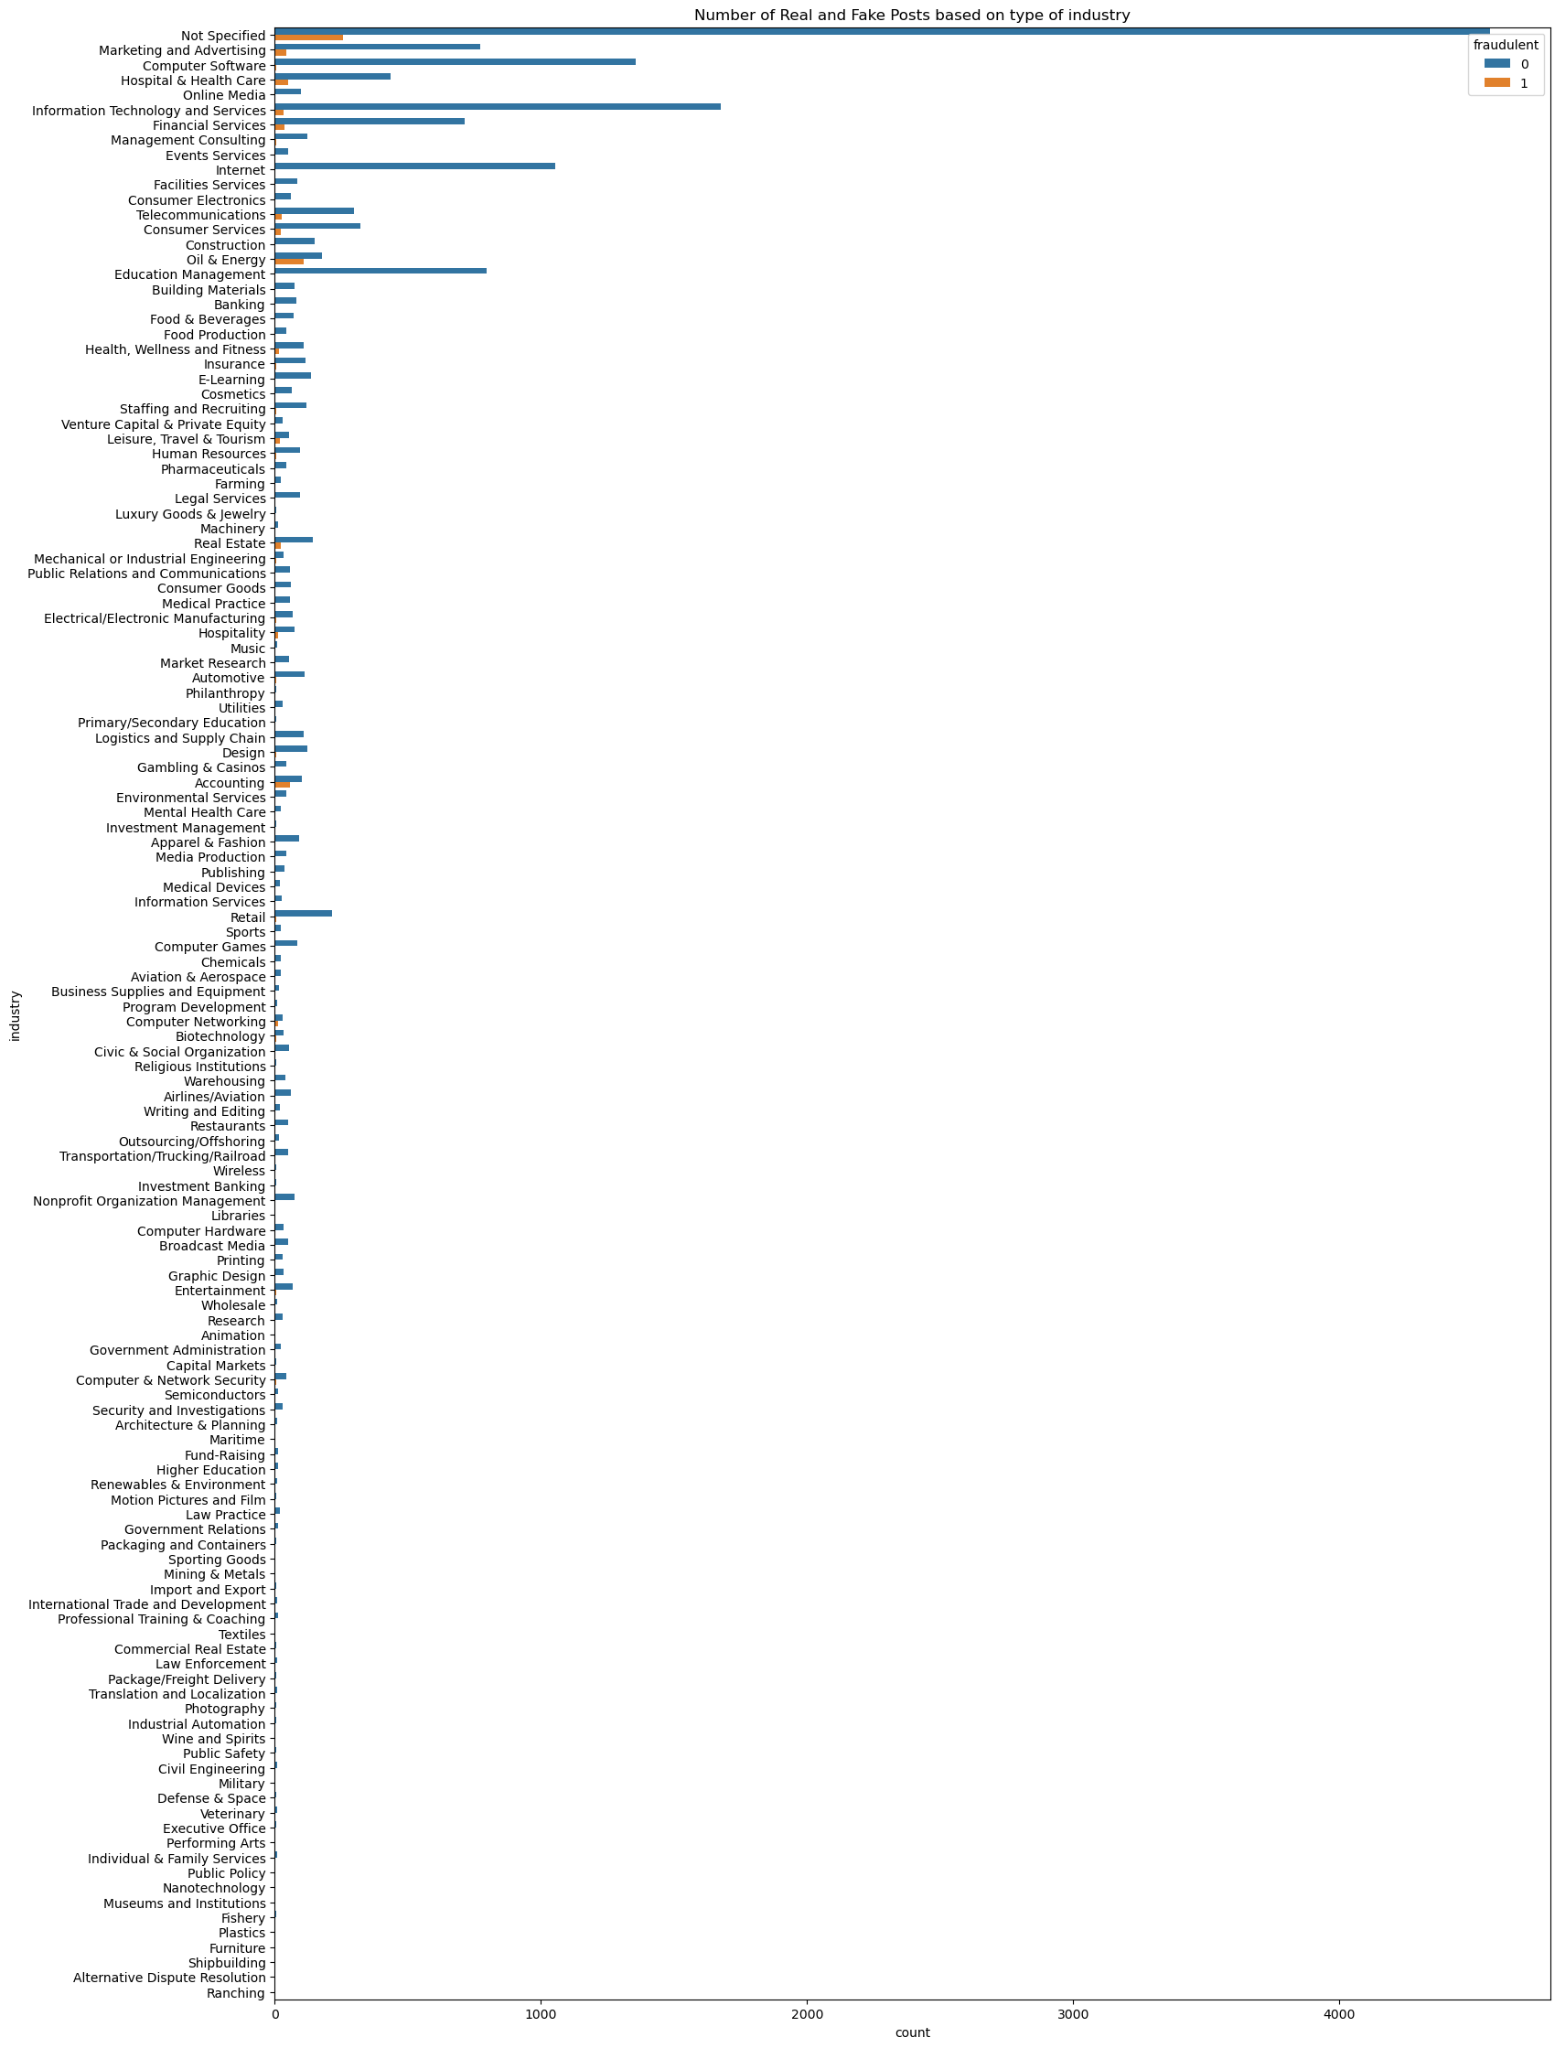 Number of Real and Fake Posts based on type of industry
fraudulent
0
1
industry
Not Specified
Marketing and Advertising
Computer Software
Hospital & Health Care
Online Media
Information Technology and Services
Financial Services
Management Consulting
Events Services
Internet
Facilities Services
Consumer Electronics
Telecommunications
Consumer Services
Construction
Oil & Energy
Education Management
Building Materials
Banking
Food & Beverages
Food Production
Health, Wellness and Fitness
Insurance
E-Learning
Cosmetics
Staffing and Recruiting
Venture Capital & Private Equity
Leisure, Travel & Tourism
Human Resources
Pharmaceuticals
Farming
Legal Services
Luxury Goods & Jewelry
Machinery
Real Estate
Mechanical or Industrial Engineering
Public Relations and Communications
Consumer Goods
Medical Practice
Electrical/Electronic Manufacturing
Hospitality
Music
Market Research
Automotive
Philanthropy
Utilities
Primary/Secondary Education
Logistics and Supply Chain
Design
Gambling & Casinos
Accounting
Environmental Services
Mental Health Care
Investment Management
Apparel & Fashion
Media Production
Publishing
Medical Devices
Information Services
Retail
Sports
Computer Games
Chemicals
Aviation & Aerospace
Business Supplies and Equipment
Program Development
Computer Networking
Biotechnology
Civic & Social Organization
Religious Institutions
Warehousing
Airlines/Aviation
Writing and Editing
Restaurants
Outsourcing/Offshoring
Transportation/Trucking/Railroad
Wireless
Investment Banking
Nonprofit Organization Management
Libraries
Computer Hardware
Broadcast Media
Printing
Graphic Design
Entertainment
Wholesale
Research
Animation
Government Administration
Capital Markets
Computer & Network Security
Semiconductors
Security and Investigations
Architecture & Planning
Maritime
Fund-Raising
Higher Education
Renewables & Environment
Motion Pictures and Film
Law Practice
Government Relations
Packaging and Containers
Sporting Goods
Mining & Metals
Import and Export
International Trade and Development
Professional Training & Coaching
Textiles
Commercial Real Estate
Law Enforcement
Package/Freight Delivery
Translation and Localization
Photography
Industrial Automation
Wine and Spirits
Public Safety
Civil Engineering
Military
Defense & Space
Veterinary
Executive Office
Performing Arts
Individual & Family Services
Public Policy
Nanotechnology
Museums and Institutions
Fishery
Plastics
Furniture
Shipbuilding
Alternative Dispute Resolution
Ranching
0 1000 2000 3000 4000
count